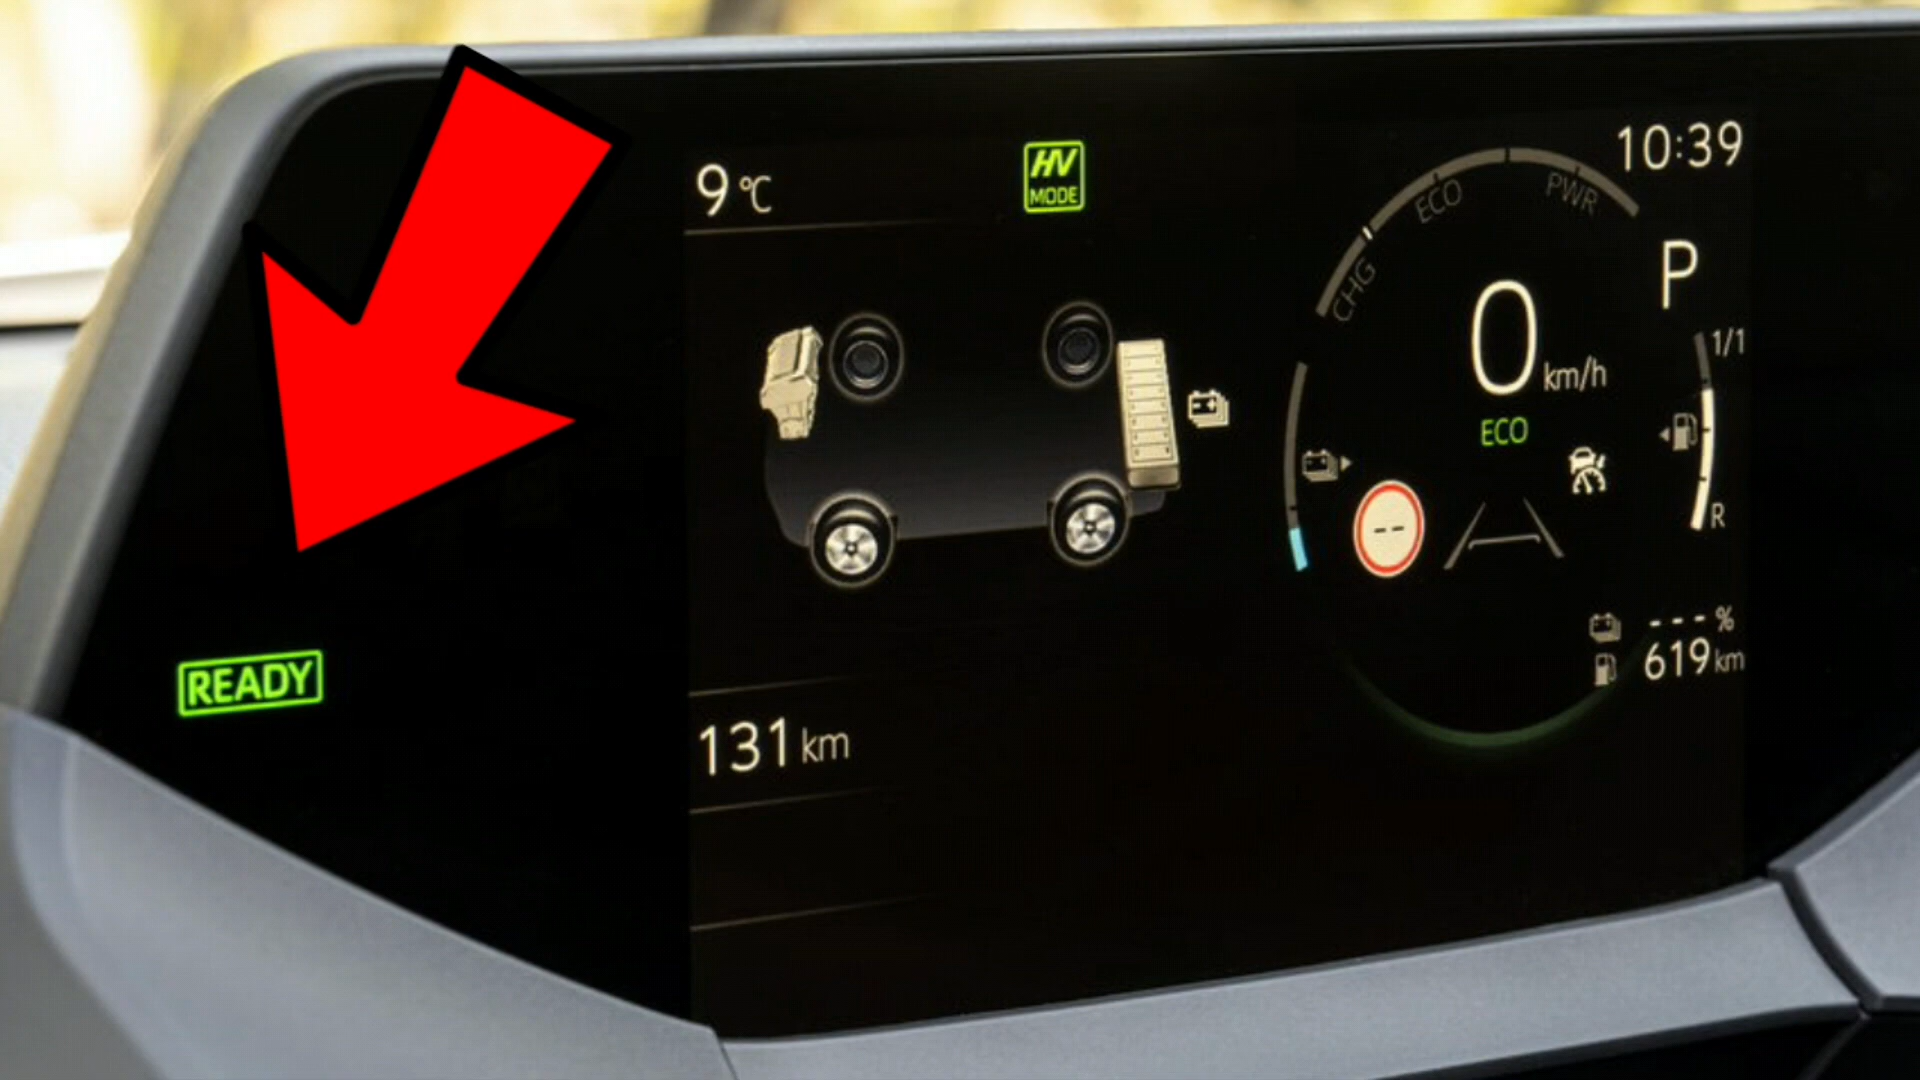 10:39
9 °C
HV
MODE
ECO
PWR
CHG
P
0 km/h
1/1
ECO
--
R
READY
--- %
619 km
131 km